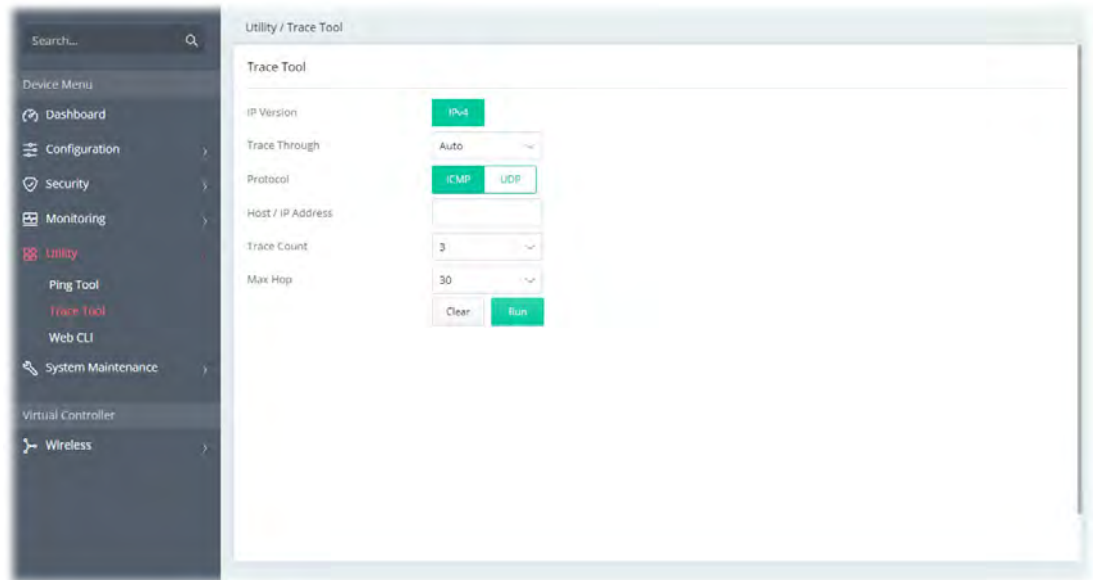 Search...
Device Menu
Dashboard
Configuration
Security
Monitoring
Utility
Ping Tool
Trace Tool
Web CLI
System Maintenance
Virtual Controller
Wireless
Utility / Trace Tool
Trace Tool
IP Version IPv4
Trace Through Auto
Protocol ICMP UDP
Host / IP Address
Trace Count 3
Max Hop 30
Clear Run